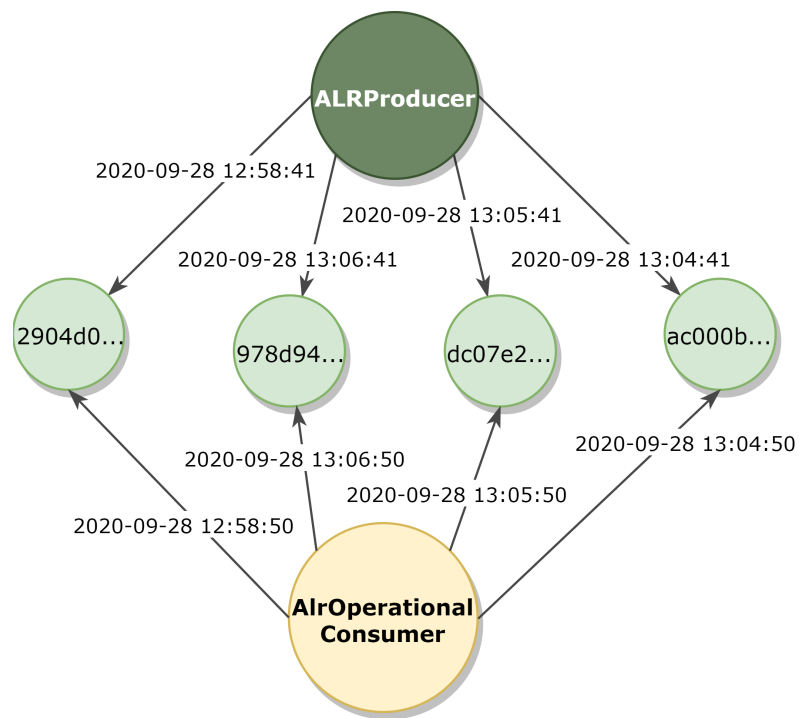 ALRProducer
2020-09-28 12:58:41
2020-09-28 13:05:41
2020-09-28 13:06:41
2020-09-28 13:04:41
2904d0...
978d94...
dc07e2...
ac000b...
2020-09-28 13:04:50
2020-09-28 13:06:50
2020-09-28 13:05:50
2020-09-28 12:58:50
AlrOperational
Consumer